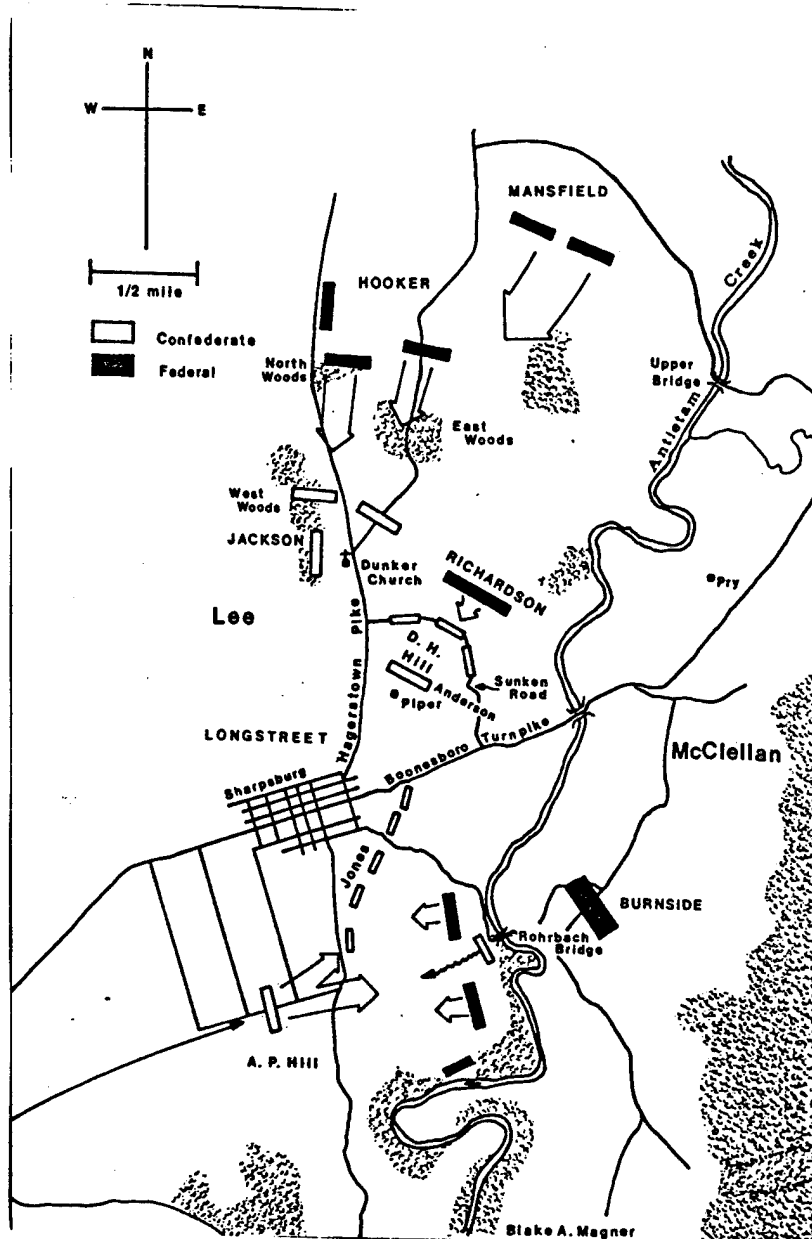 N
W E
S
1/2 mile
Confederate
Federal
MANSFIELD
HOOKER
North
Woods
East
Woods
Creek
Antietam
Upper
Bridge
West
Woods
JACKSON
Dunker
Church
RICHARDSON
Pry
Lee
Hagerstown Pike
D. H.
Hill
Anderson
Piper
Sunken
Road
LONGSTREET
Sharpsburg
Boonesboro Turnpike
McClellan
Jones
BURNSIDE
Rohrbach
Bridge
A. P. Hill
Blake A. Magner